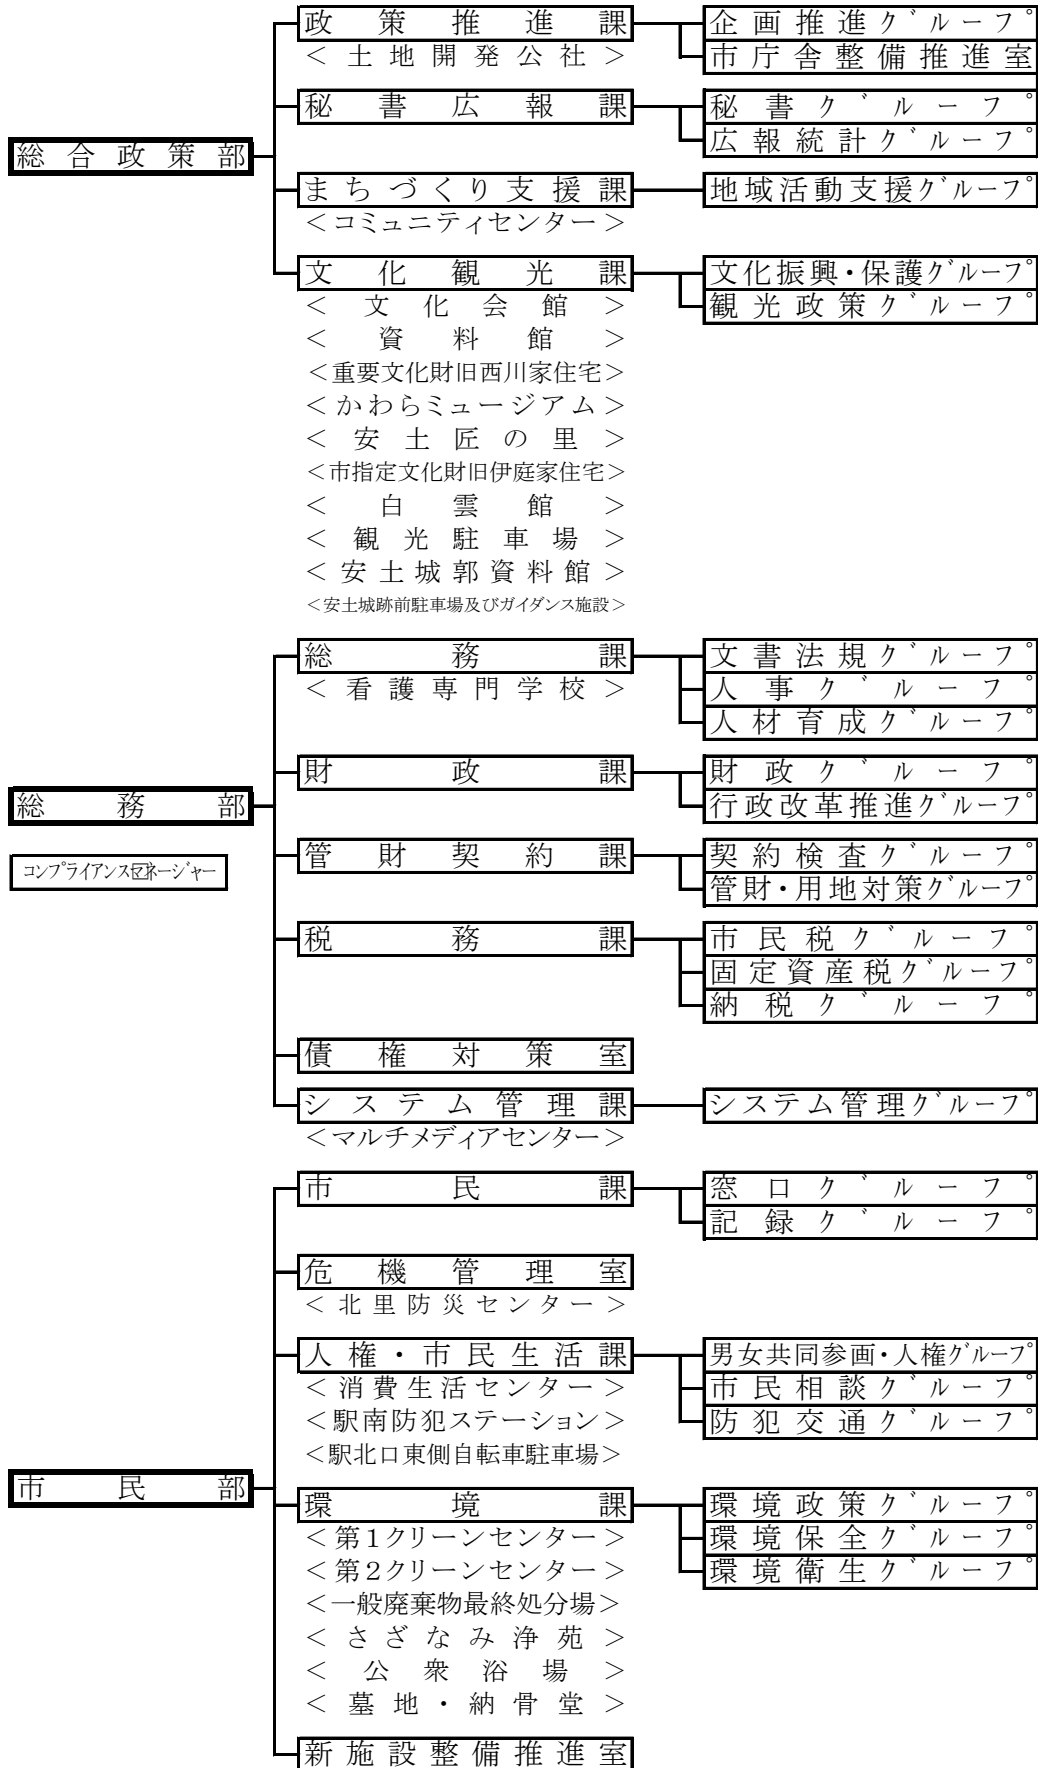 政策推進課 企画推進グループ
<土地開発公社> 市庁舎整備推進室
秘書広報課 秘書グループ
広報統計グループ
総合政策部
まちづくり支援課 地域活動支援グループ
<コミュニティセンター>
文化観光課 文化振興・保護グループ
<文化会館> 観光政策グループ
<資料館>
<重要文化財旧西川家住宅>
<かわらミュージアム>
<安土匠の里>
<市指定文化財旧伊庭家住宅>
<白雲館>
<観光駐車場>
<安土城郭資料館>
<安土城跡前駐車場及びガイダンス施設>
総務課 文書法規グループ
<看護専門学校> 人事グループ
人材育成グループ
財政課 財政グループ
総務部 行政改革推進グループ
管財契約課 契約検査グループ
コンプライアンスマネージャー 管財・用地対策グループ
税務課 市民税グループ
固定資産税グループ
納税グループ
債権対策室
システム管理課 システム管理グループ
<マルチメディアセンター>
市民課 窓口グループ
記録グループ
危機管理室
<北里防災センター>
人権・市民生活課 男女共同参画・人権グループ
<消費生活センター> 市民相談グループ
<駅南防犯ステーション> 防犯交通グループ
<駅北口東側自転車駐車場>
市民部
環境課 環境政策グループ
<第1クリーンセンター> 環境保全グループ
<第2クリーンセンター> 環境衛生グループ
<一般廃棄物最終処分場>
<さざなみ浄苑>
<公衆浴場>
<墓地・納骨堂>
新施設整備推進室